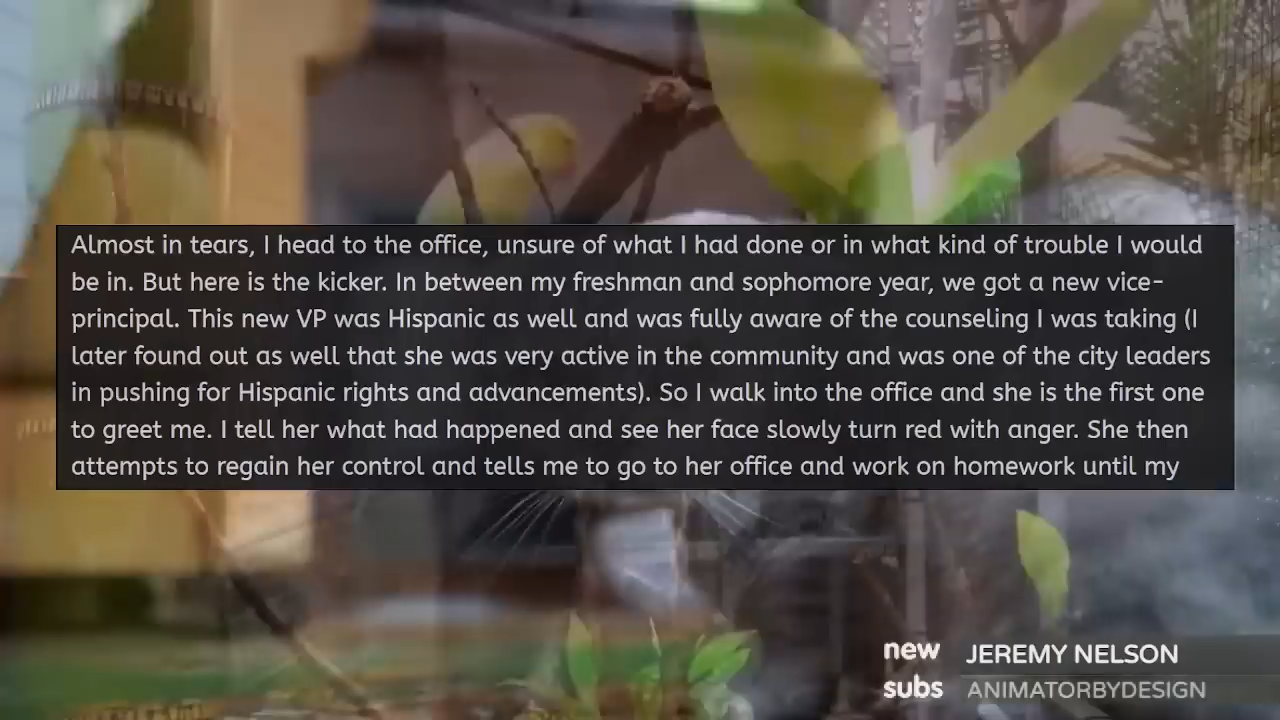 Almost in tears, I head to the office, unsure of what I had done or in what kind of trouble I would
be in. But here is the kicker. In between my freshman and sophomore year, we got a new vice-
principal. This new VP was Hispanic as well and was fully aware of the counseling I was taking (I
later found out as well that she was very active in the community and was one of the city leaders
in pushing for Hispanic rights and advancements). So I walk into the office and she is the first one
to greet me. I tell her what had happened and see her face slowly turn red with anger. She then
attempts to regain her control and tells me to go to her office and work on homework until my
new JEREMY NELSON
subs ANIMATORBYDESIGN